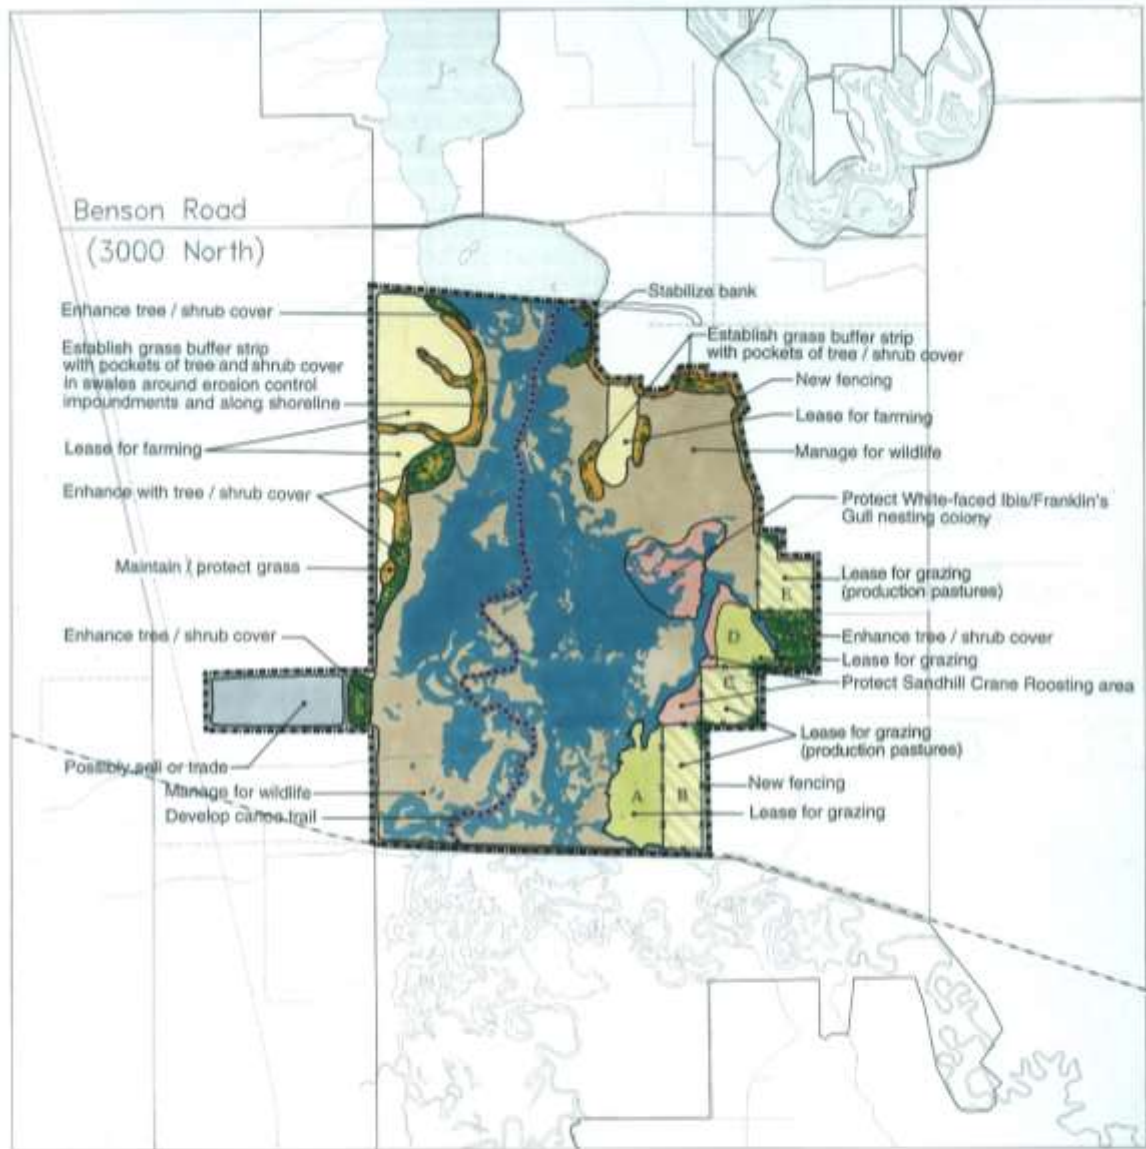 Benson Road
(3000 North)
Enhance tree / shrub cover
Establish grass buffer strip
with pockets of tree and shrub cover
in swales around erosion control
impoundments and along shoreline
Lease for farming
Enhance with tree / shrub cover
Maintain / protect grass
Enhance tree / shrub cover
Possibly sell or trade
Manage for wildlife
Develop canoe trail
Stabilize bank
Establish grass buffer strip
with pockets of tree / shrub cover
New fencing
Lease for farming
Manage for wildlife
Protect White-faced Ibis/Franklin's
Gull nesting colony
Lease for grazing
(production pastures)
Enhance tree / shrub cover
Lease for grazing
Protect Sandhill Crane Roosting area
Lease for grazing
(production pastures)
New fencing
Lease for grazing
E
D
C
A
B